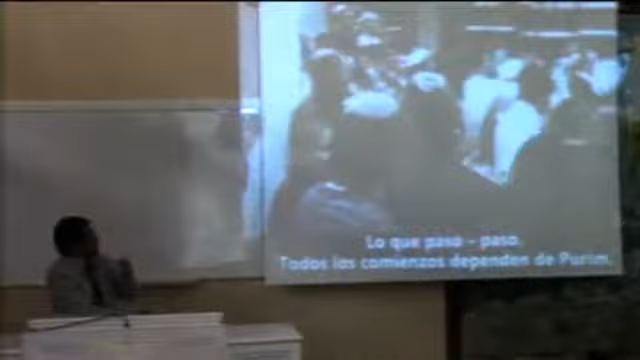 Lo que paso - paso.
Todos los comienzos dependen de Purim.